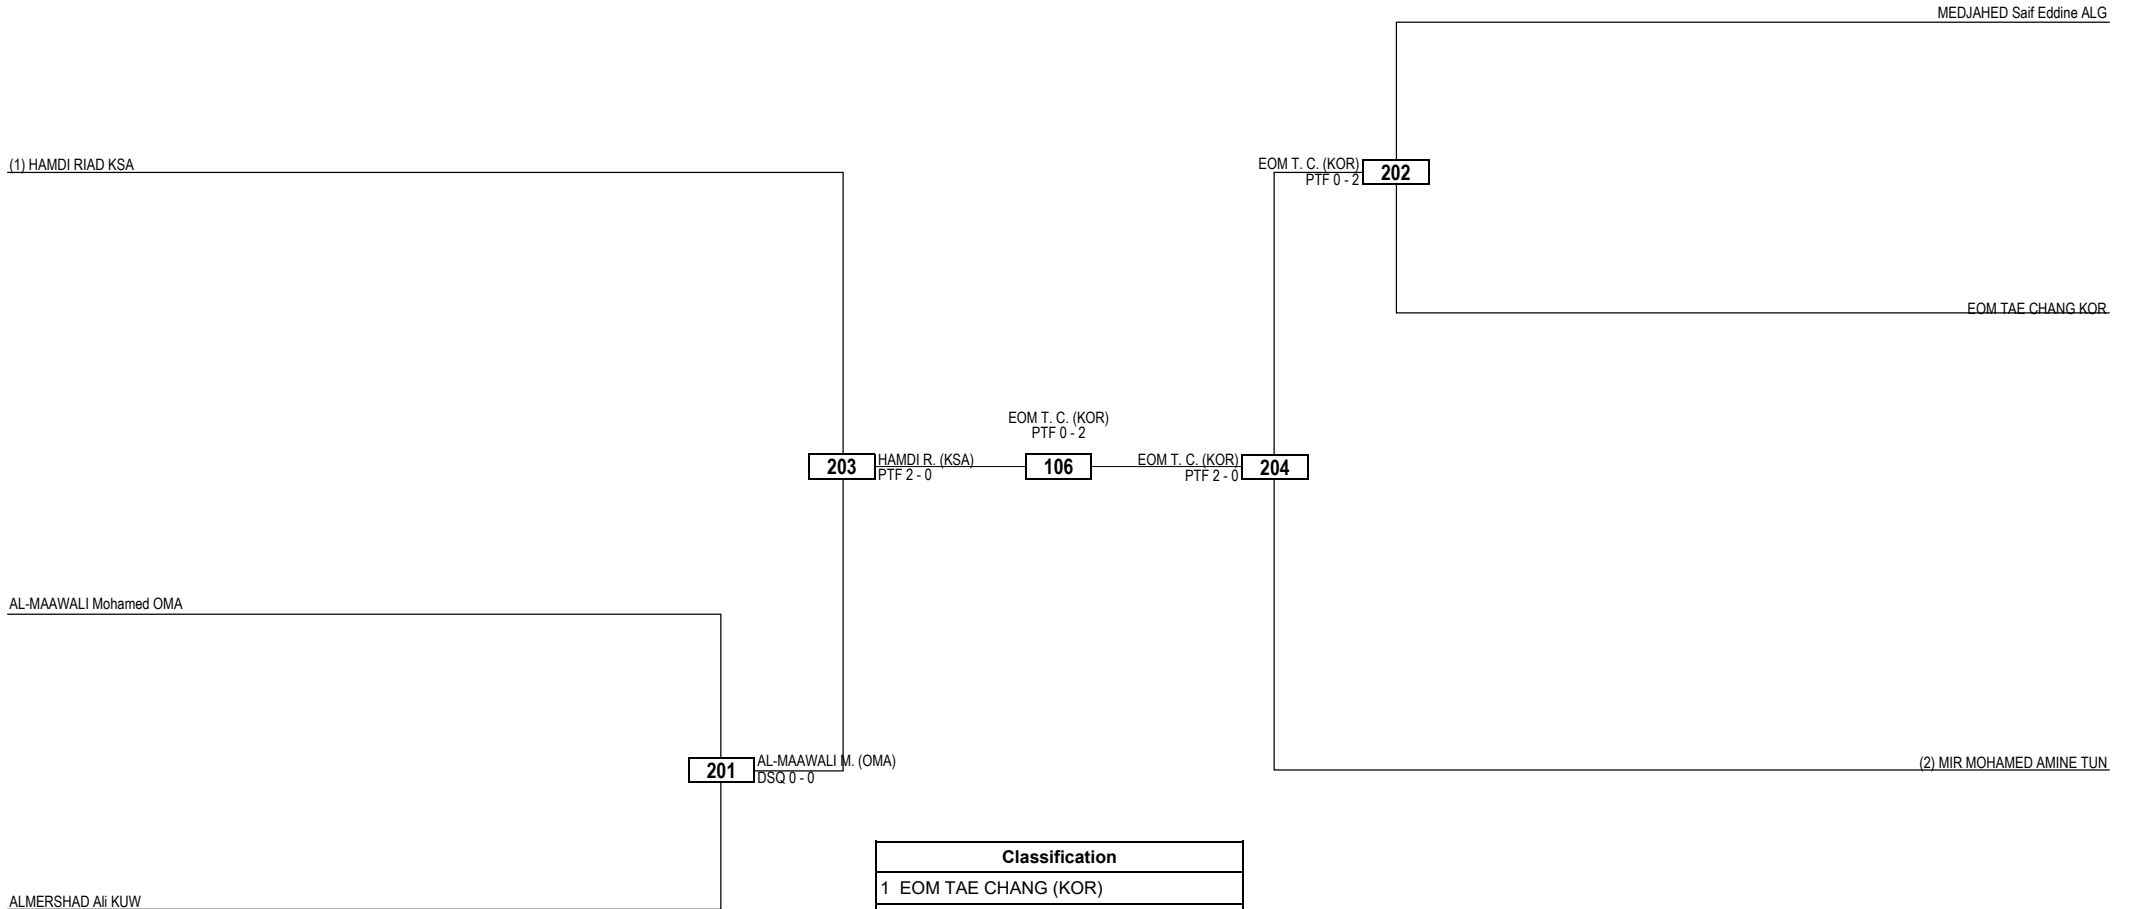 MEDJAHED Saif Eddine ALG
(1) HAMDI RIAD KSA
EOM T. C. (KOR)
PTF 0 - 2
202
EOM TAE CHANG KOR
EOM T. C. (KOR)
PTF 0 - 2
203
HAMDI R. (KSA)
PTF 2 - 0
106
EOM T. C. (KOR)
PTF 2 - 0
204
AL-MAAWALI Mohamed OMA
201
AL-MAAWALI M. (OMA)
DSQ 0 - 0
(2) MIR MOHAMED AMINE TUN
Classification
1 EOM TAE CHANG (KOR)
ALMERSHAD Ali KUW